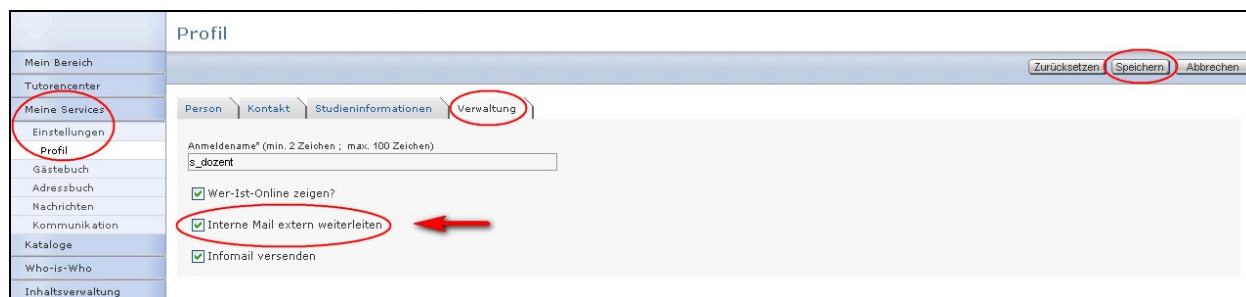 Profil
Mein Bereich
Tutorencenter
Meine Services
Einstellungen
Profil
Gästebuch
Adressbuch
Nachrichten
Kommunikation
Kataloge
Who-is-Who
Inhaltsverwaltung
Zurücksetzen Speichern Abbrechen
Person Kontakt Studieninformationen Verwaltung
Anmeldename* (min. 2 Zeichen ; max. 100 Zeichen)
s_dozent
Wer-Ist-Online zeigen?
Interne Mail extern weiterleiten
Infomail versenden